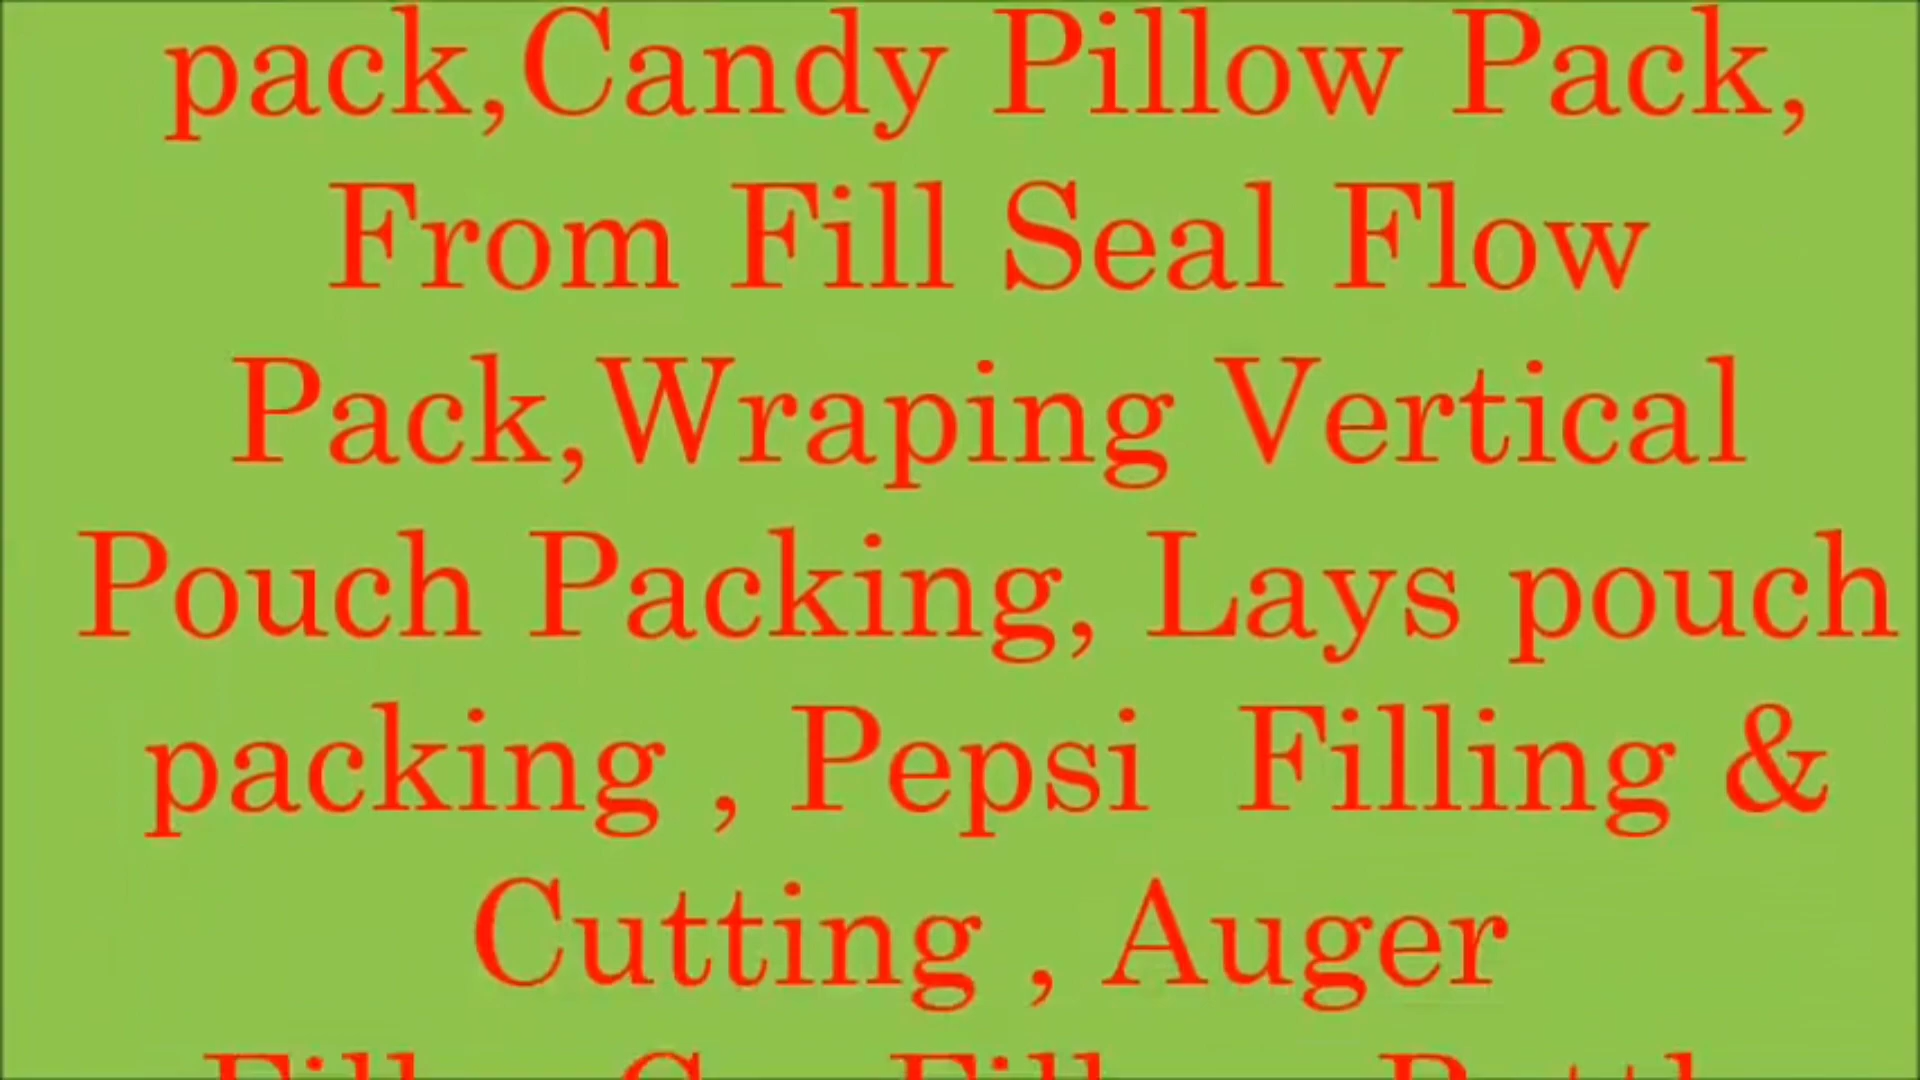 pack,Candy Pillow Pack,
From Fill Seal Flow
Pack,Wraping Vertical
Pouch Packing, Lays pouch
packing , Pepsi  Filling &
Cutting , Auger